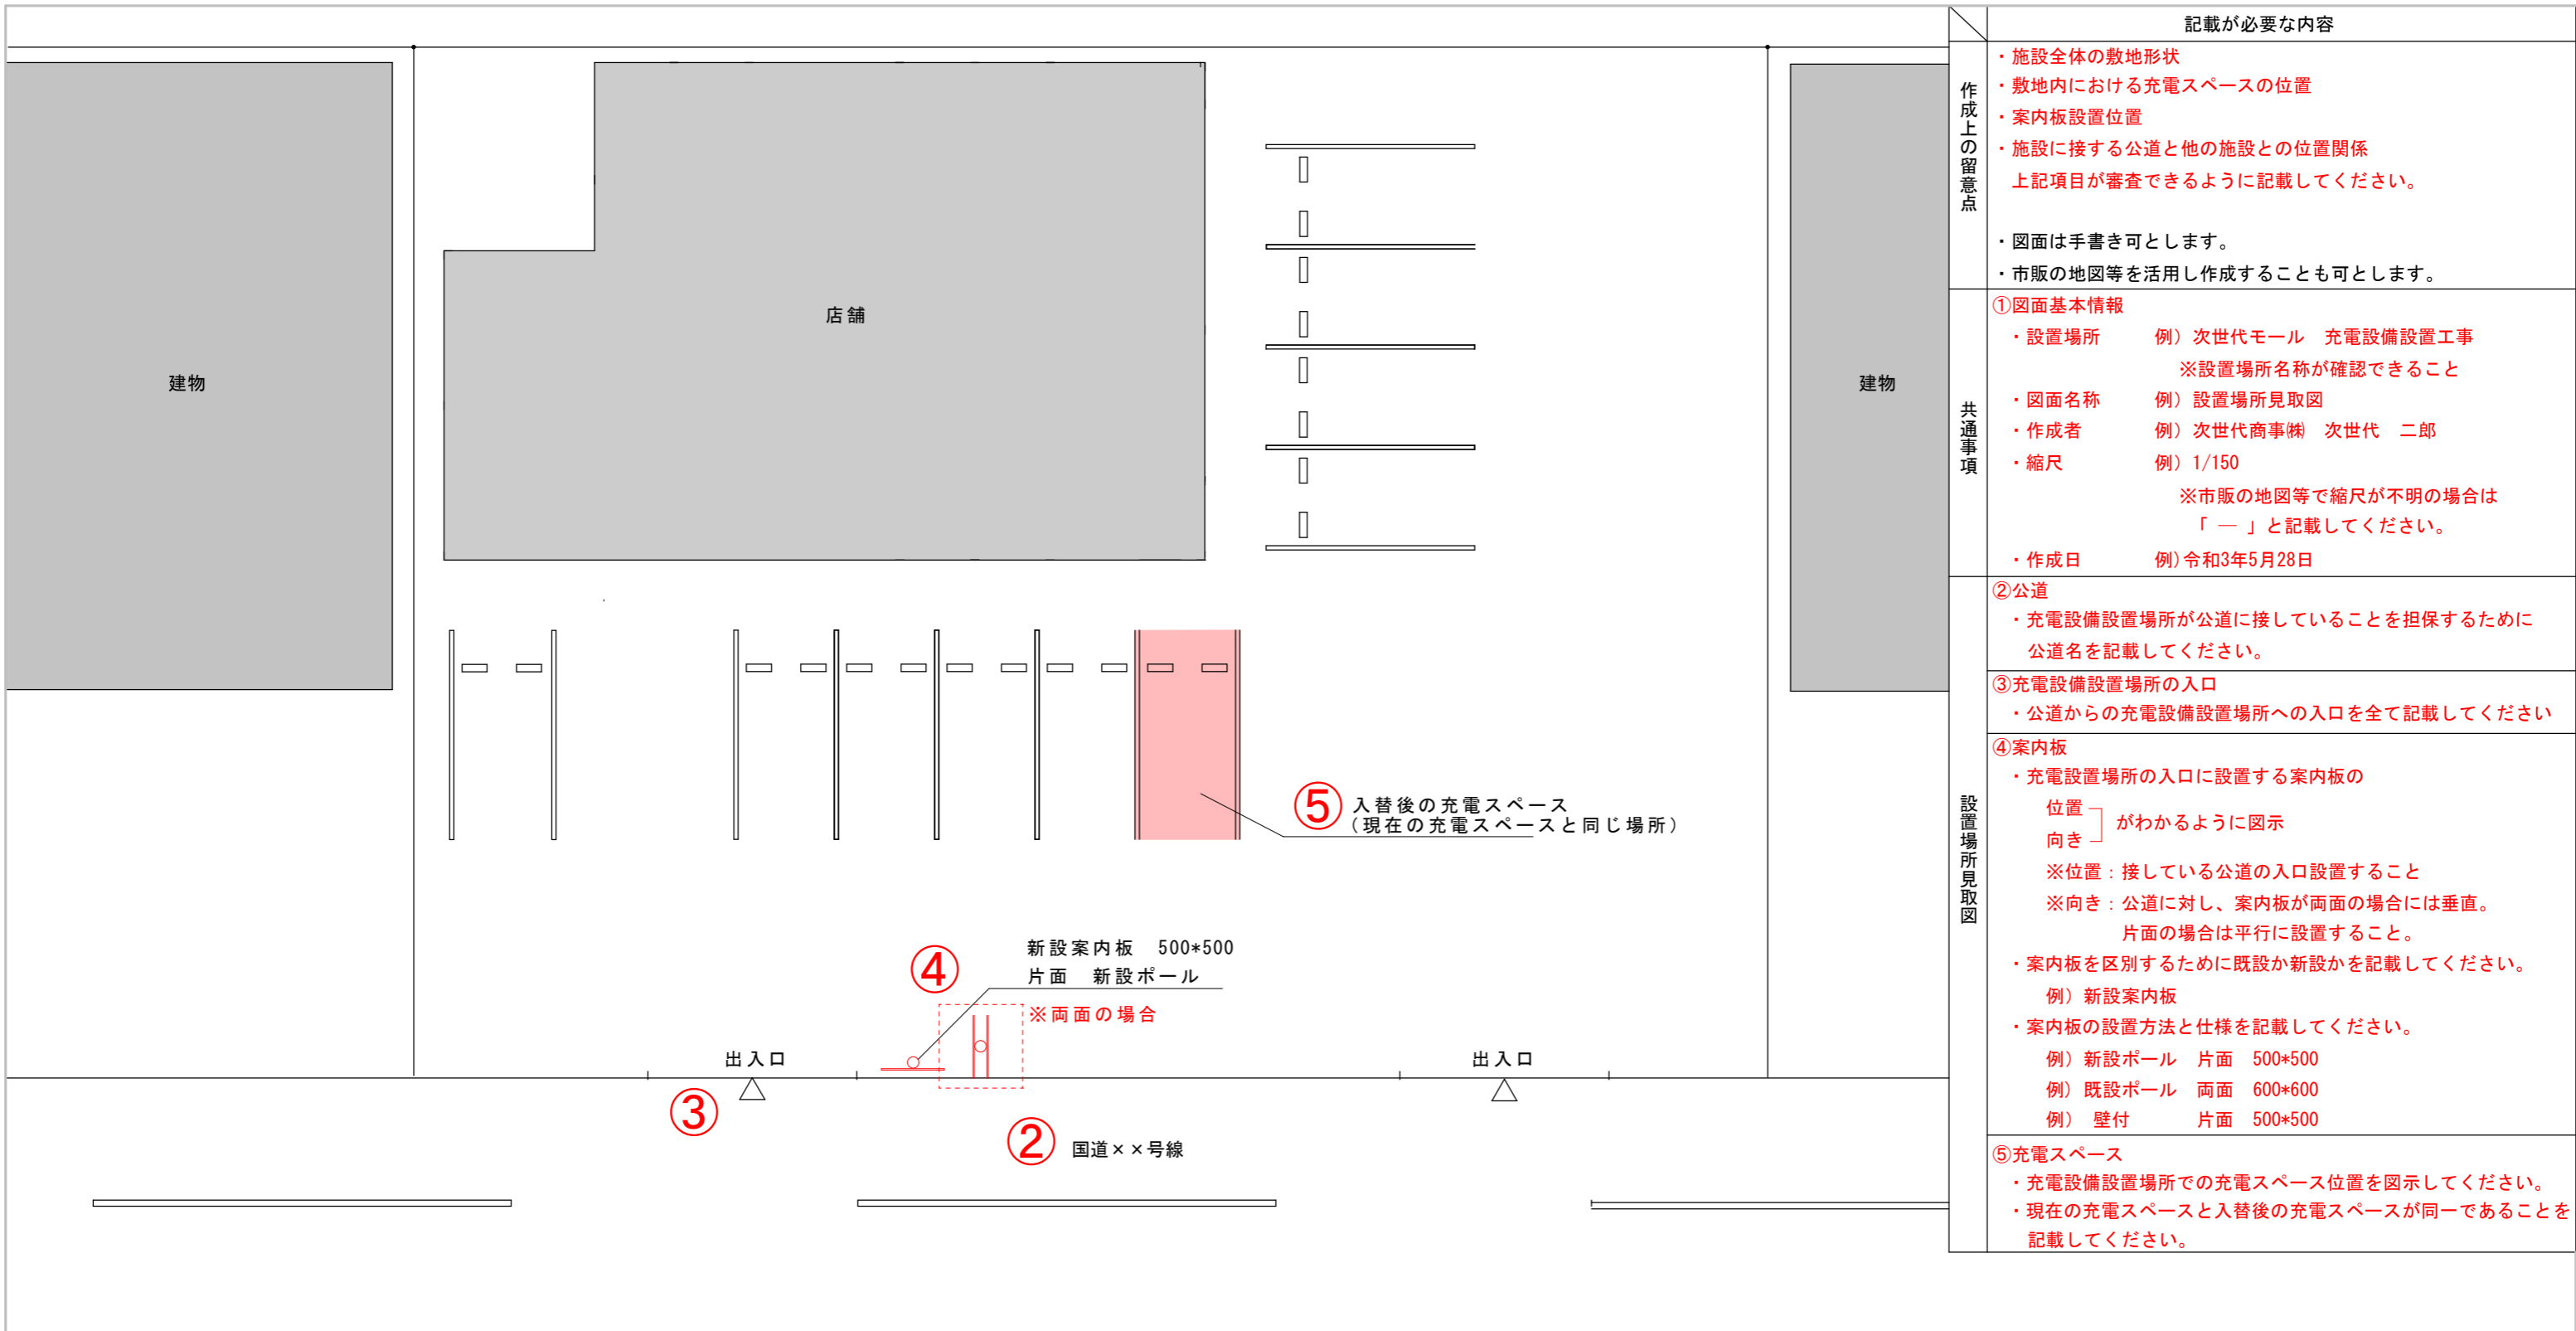 建物
店舗
建物
⑤
入替後の充電スペース
（現在の充電スペースと同じ場所）
④
新設案内板 500*500
片面 新設ポール
※両面の場合
出入口
出入口
③
②
国道××号線
記載が必要な内容
作成上の留意点
・施設全体の敷地形状
・敷地内における充電スペースの位置
・案内板設置位置
・施設に接する公道と他の施設との位置関係
上記項目が審査できるように記載してください。
・図面は手書き可とします。
・市販の地図等を活用し作成することも可とします。
共通事項
①図面基本情報
・設置場所 例）次世代モール 充電設備設置工事
※設置場所名称が確認できること
・図面名称 例）設置場所見取図
・作成者 例）次世代商事㈱ 次世代 二郎
・縮尺 例）1/150
※市販の地図等で縮尺が不明の場合は
「 ― 」と記載してください。
・作成日 例)令和3年5月28日
設置場所見取図
②公道
・充電設備設置場所が公道に接していることを担保するために
公道名を記載してください。
③充電設備設置場所の入口
・公道からの充電設備設置場所への入口を全て記載してください
④案内板
・充電設置場所の入口に設置する案内板の
位置
向き
がわかるように図示
※位置：接している公道の入口設置すること
※向き：公道に対し、案内板が両面の場合には垂直。
片面の場合は平行に設置すること。
・案内板を区別するために既設か新設かを記載してください。
例）新設案内板
・案内板の設置方法と仕様を記載してください。
例）新設ポール 片面 500*500
例）既設ポール 両面 600*600
例） 壁付 片面 500*500
⑤充電スペース
・充電設備設置場所での充電スペース位置を図示してください。
・現在の充電スペースと入替後の充電スペースが同一であることを
記載してください。